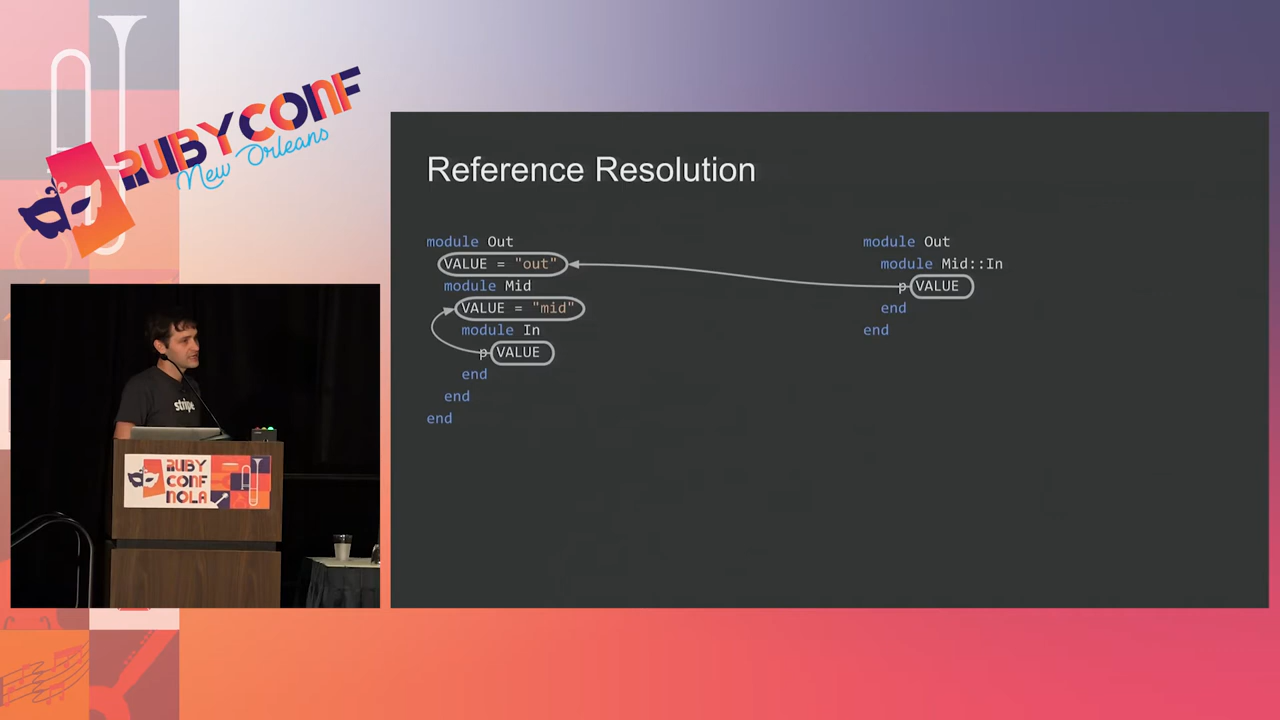 RUBYCONF
New Orleans
Reference Resolution
module Out
VALUE = "out"
module Mid
VALUE = "mid"
module In
p VALUE
end
end
end
module Out
module Mid::In
p VALUE
end
end
stripe
RUBY
CONF
NOLA